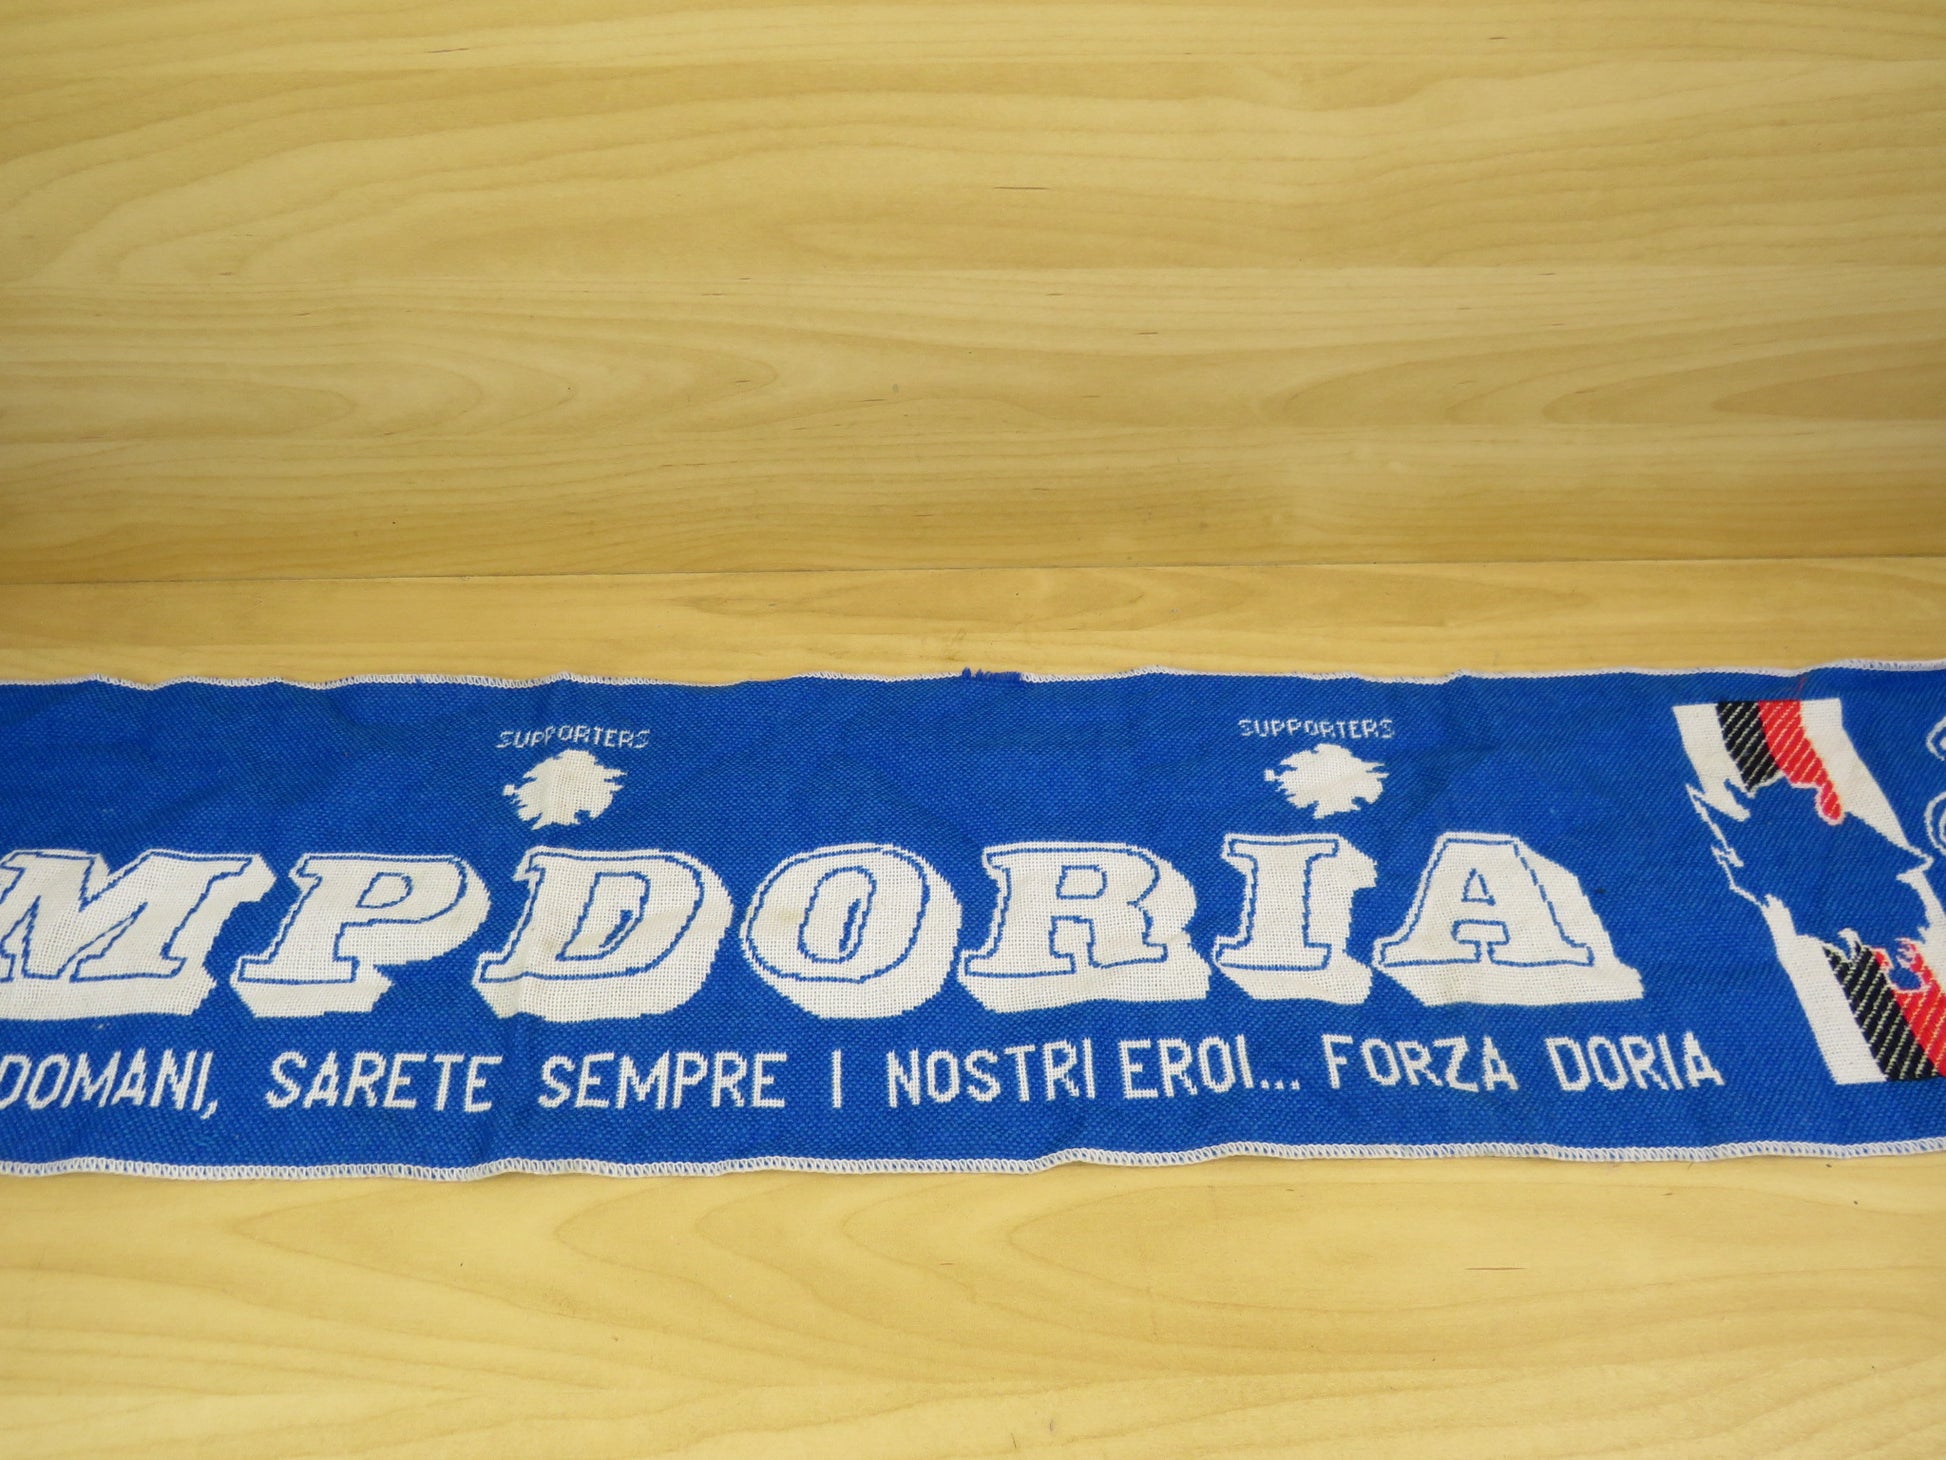 SUPPORTERS SUPPORTERS
MPDORIA
DOMANI, SARETE SEMPRE I NOSTRI EROI... FORZA DORIA